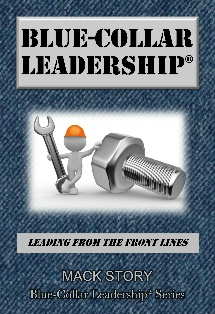 BLUE-COLLAR
LEADERSHIP®
LEADING FROM THE FRONT LINES
MACK STORY
Blue-Collar Leadership® Series